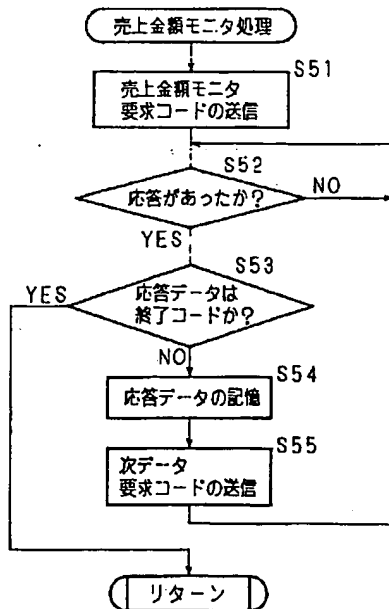 売上金額モニタ処理
S51
売上金額モニタ
要求コードの送信
S52
応答があったか?
NO
YES
S53
YES
応答データは
終了コードか?
NO
S54
応答データの記憶
S55
次データ
要求コードの送信
リターン